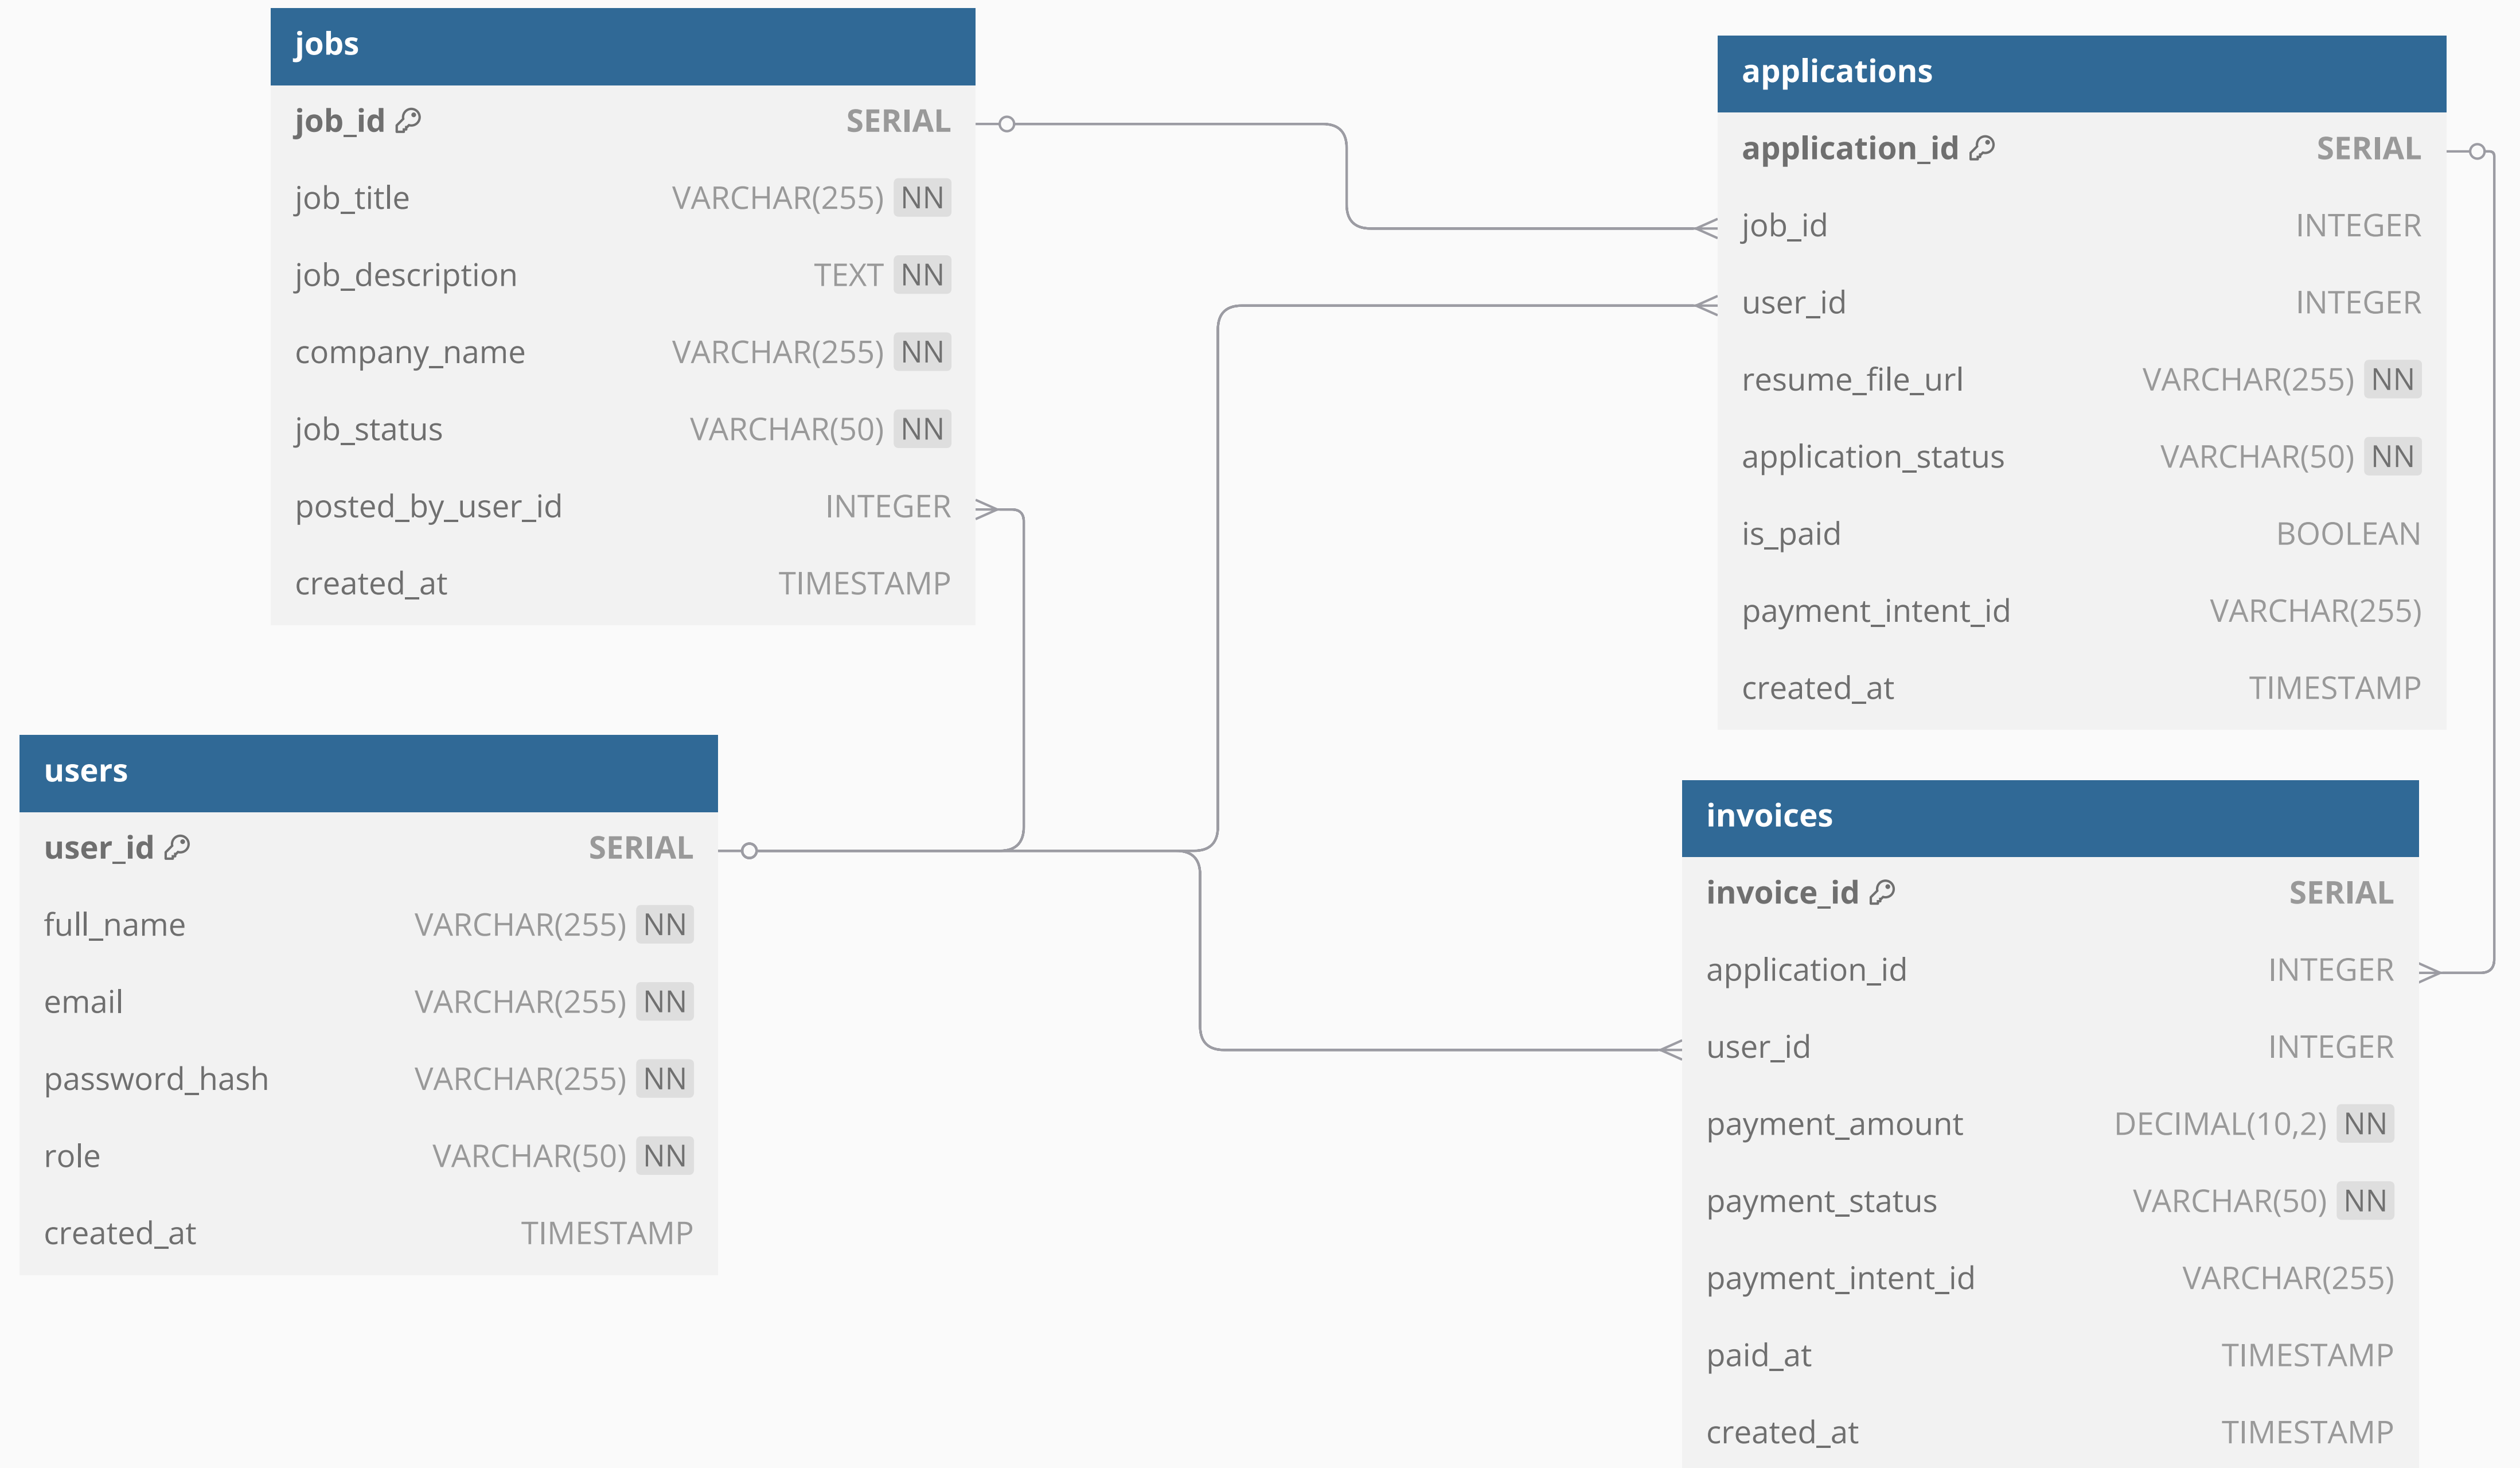 jobs
job_id SERIAL
job_title VARCHAR(255) NN
job_description TEXT NN
company_name VARCHAR(255) NN
job_status VARCHAR(50) NN
posted_by_user_id INTEGER
created_at TIMESTAMP
applications
application_id SERIAL
job_id INTEGER
user_id INTEGER
resume_file_url VARCHAR(255) NN
application_status VARCHAR(50) NN
is_paid BOOLEAN
payment_intent_id VARCHAR(255)
created_at TIMESTAMP
users
user_id SERIAL
full_name VARCHAR(255) NN
email VARCHAR(255) NN
password_hash VARCHAR(255) NN
role VARCHAR(50) NN
created_at TIMESTAMP
invoices
invoice_id SERIAL
application_id INTEGER
user_id INTEGER
payment_amount DECIMAL(10,2) NN
payment_status VARCHAR(50) NN
payment_intent_id VARCHAR(255)
paid_at TIMESTAMP
created_at TIMESTAMP